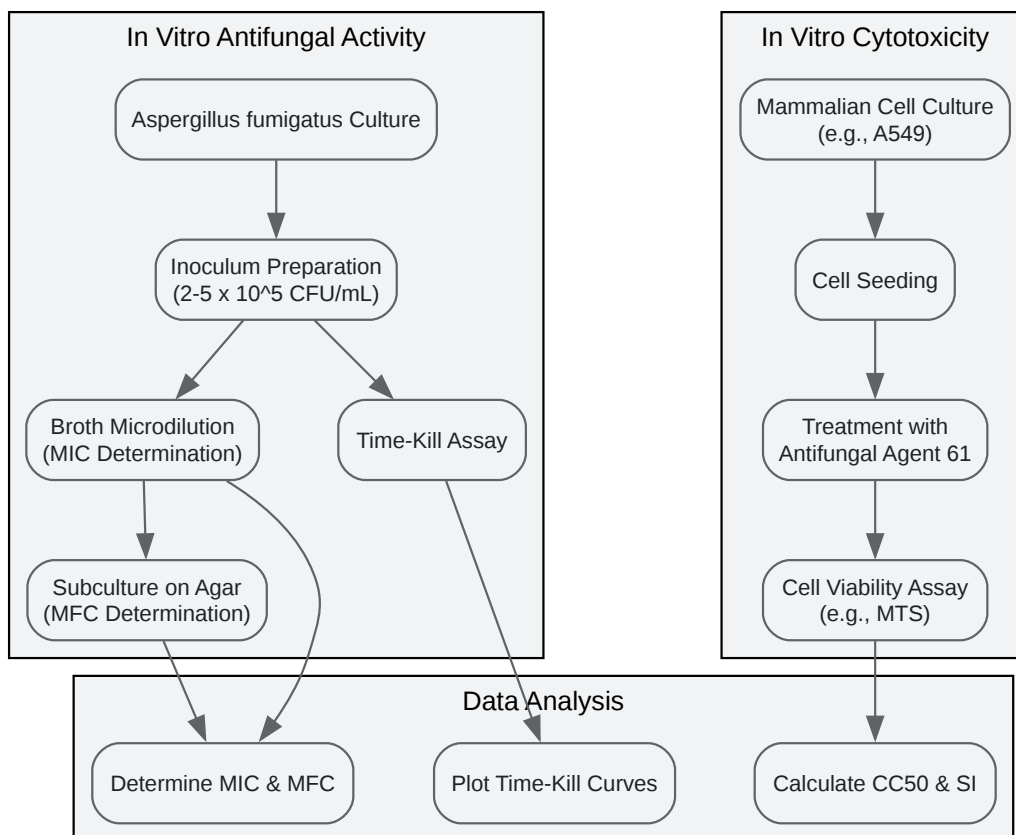 In Vitro Antifungal Activity
Aspergillus fumigatus Culture
Inoculum Preparation
(2-5 x 10^5 CFU/mL)
Broth Microdilution
(MIC Determination)
Time-Kill Assay
Subculture on Agar
(MFC Determination)
In Vitro Cytotoxicity
Mammalian Cell Culture
(e.g., A549)
Cell Seeding
Treatment with
Antifungal Agent 61
Cell Viability Assay
(e.g., MTS)
Data Analysis
Determine MIC & MFC
Plot Time-Kill Curves
Calculate CC50 & SI